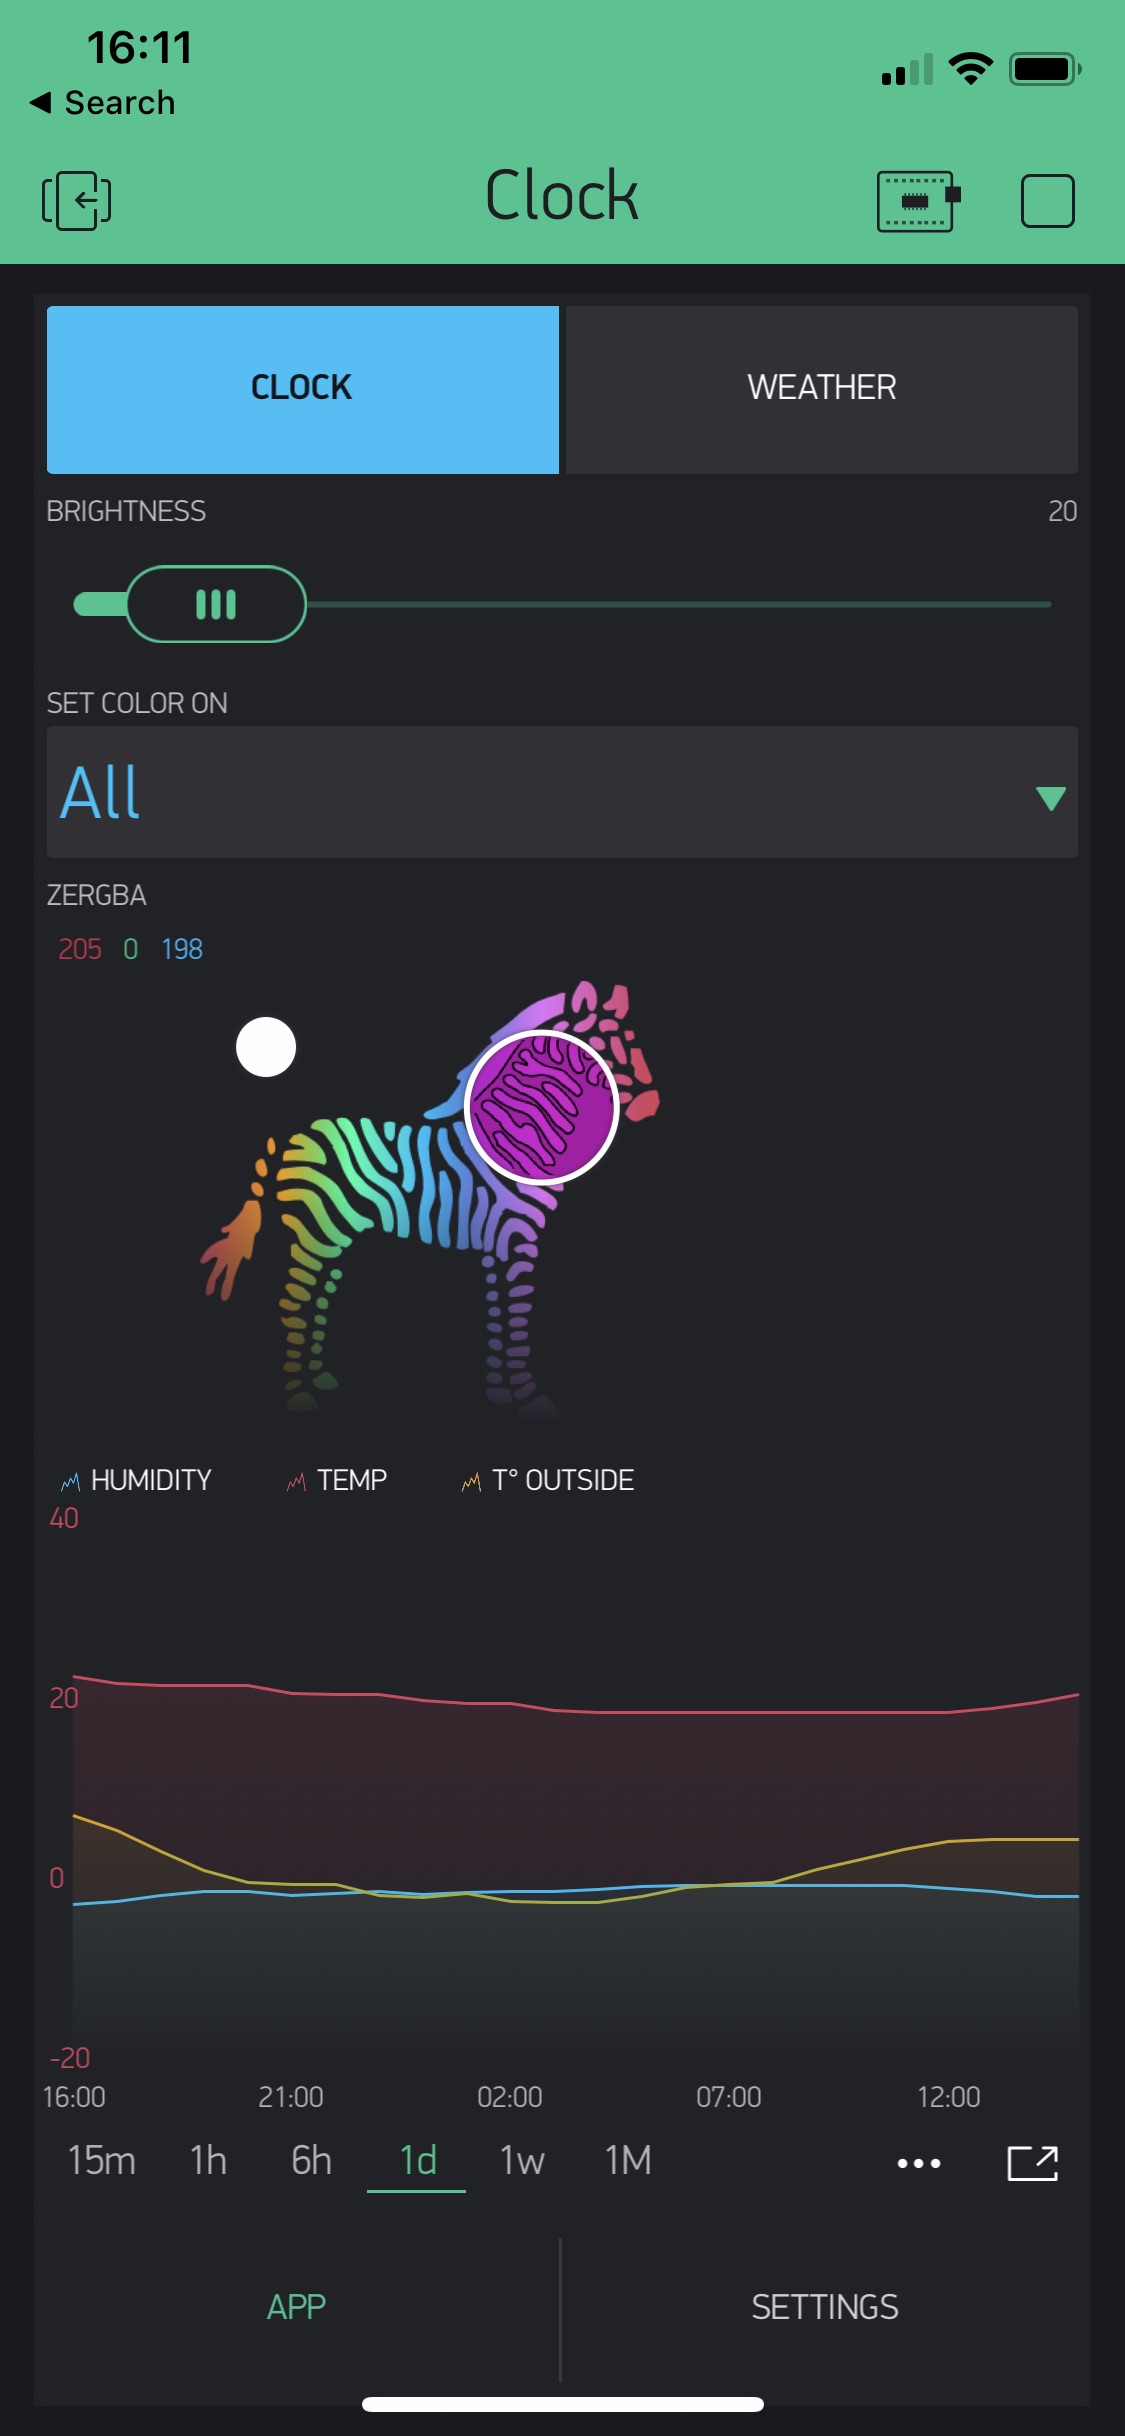 16:11
◀ Search
Clock
CLOCK WEATHER
BRIGHTNESS 20
SET COLOR ON
All
ZERGBA
205 0 198
HUMIDITY TEMP T° OUTSIDE
40
20
0
-20
16:00 21:00 02:00 07:00 12:00
15m 1h 6h 1d 1w 1M
APP SETTINGS